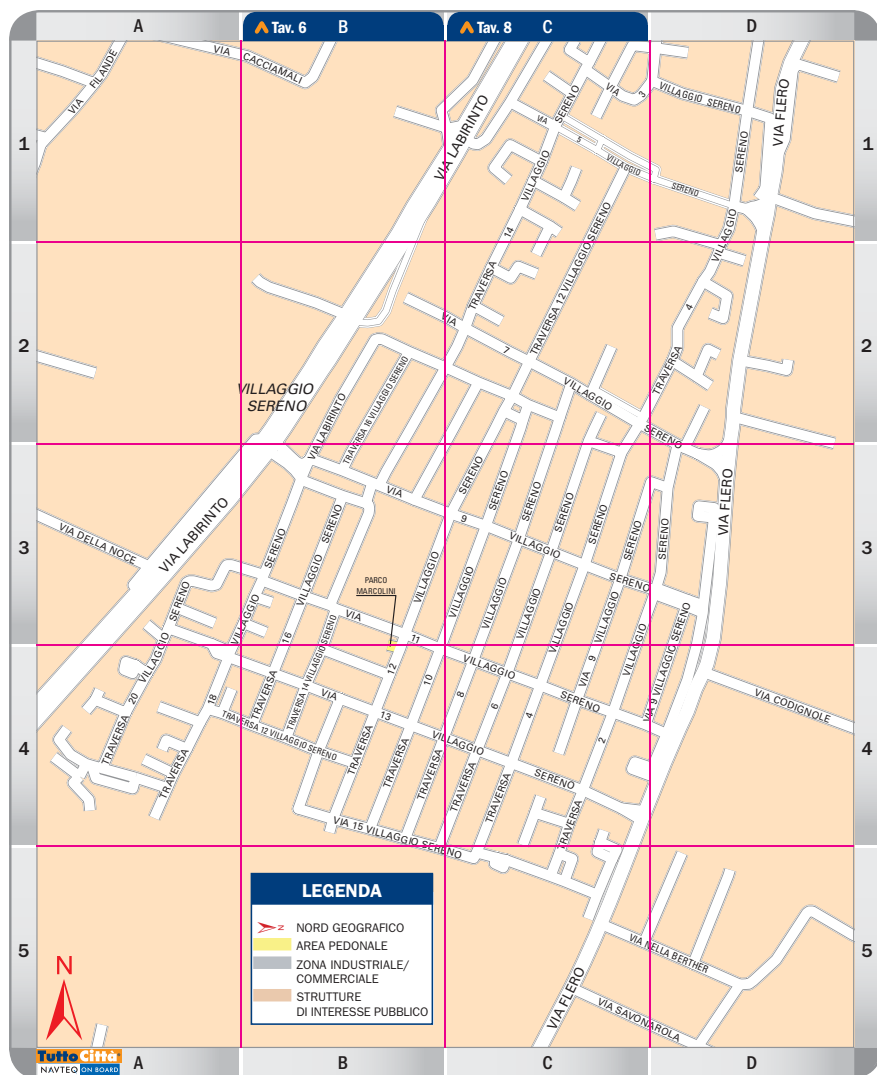 A
Tav. 6 B
Tav. 8 C
D
VIA CACCIAMALI
VIA FILANDE
VIA LABIRINTO
VIA 3
VILLAGGIO SERENO
VIA FLERO
1
1
VIA 5 VILLAGGIO SERENO
TRAVERSA 14 VILLAGGIO SERENO
TRAVERSA 12 VILLAGGIO SERENO
TRAVERSA 4 VILLAGGIO SERENO
2
2
VIA 7 VILLAGGIO SERENO
VILLAGGIO
SERENO
VIA LABIRINTO
TRAVERSA 16 VILLAGGIO SERENO
VIA LABIRINTO
VIA DELLA NOCE
VIA 9 VILLAGGIO SERENO
VIA FLERO
3
3
PARCO
MARCOLINI
VIA 11 VILLAGGIO SERENO
TRAVERSA 20 VILLAGGIO SERENO
TRAVERSA 18 VILLAGGIO SERENO
TRAVERSA 16 VILLAGGIO SERENO
TRAVERSA 14 VILLAGGIO SERENO
TRAVERSA 12 VILLAGGIO SERENO
TRAVERSA 10 VILLAGGIO SERENO
TRAVERSA 8 VILLAGGIO SERENO
TRAVERSA 6 VILLAGGIO SERENO
4 VILLAGGIO SERENO
VIA 9 VILLAGGIO SERENO
TRAVERSA 2 VILLAGGIO SERENO
VIA 9 VILLAGGIO SERENO
VIA CODIGNOLE
4
4
VIA 13 VILLAGGIO SERENO
TRAVERSA 12 VILLAGGIO SERENO
VIA 15 VILLAGGIO SERENO
LEGENDA
N NORD GEOGRAFICO
AREA PEDONALE
ZONA INDUSTRIALE/
COMMERCIALE
STRUTTURE
DI INTERESSE PUBBLICO
5
5
VIA NELLA BERTHER
VIA FLERO
VIA SAVONAROLA
N
TuttoCittà
NAVTEQ ON BOARD
A
B
C
D